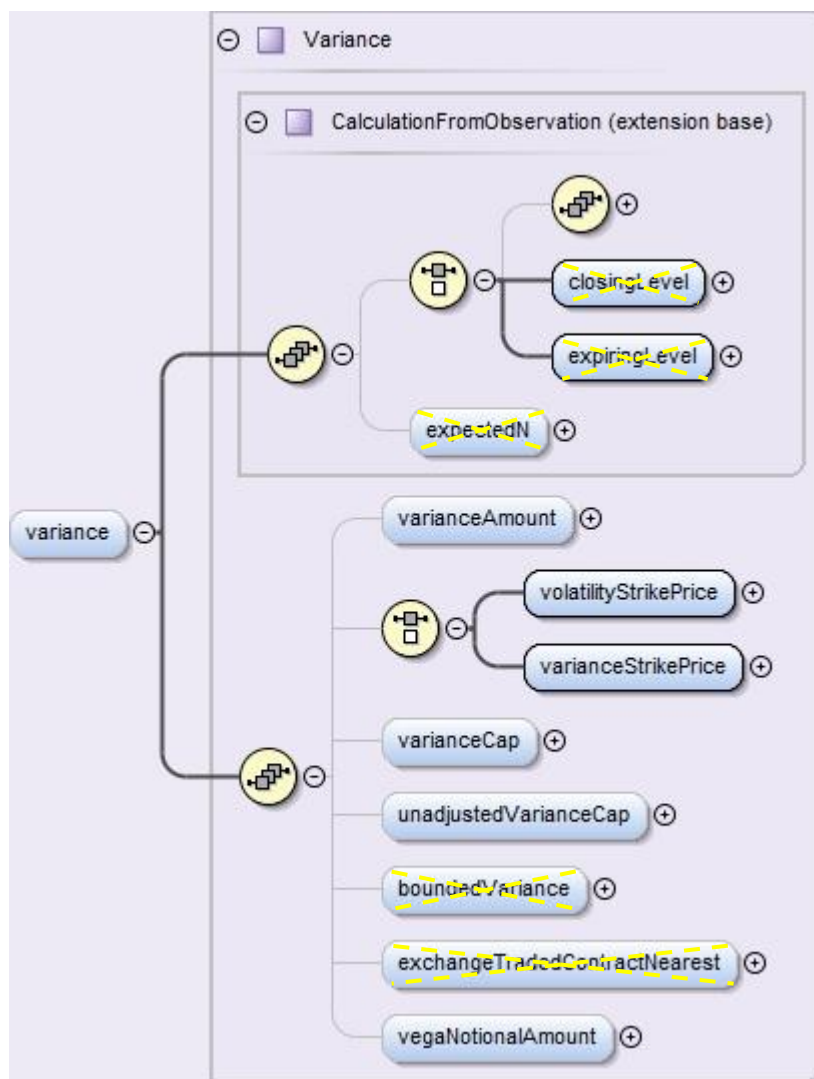 Variance
CalculationFromObservation (extension base)
closingLevel
expiringLevel
expectedN
variance
varianceAmount
volatilityStrikePrice
varianceStrikePrice
varianceCap
unadjustedVarianceCap
boundedVariance
exchangeTradedContractNearest
vegaNotionalAmount